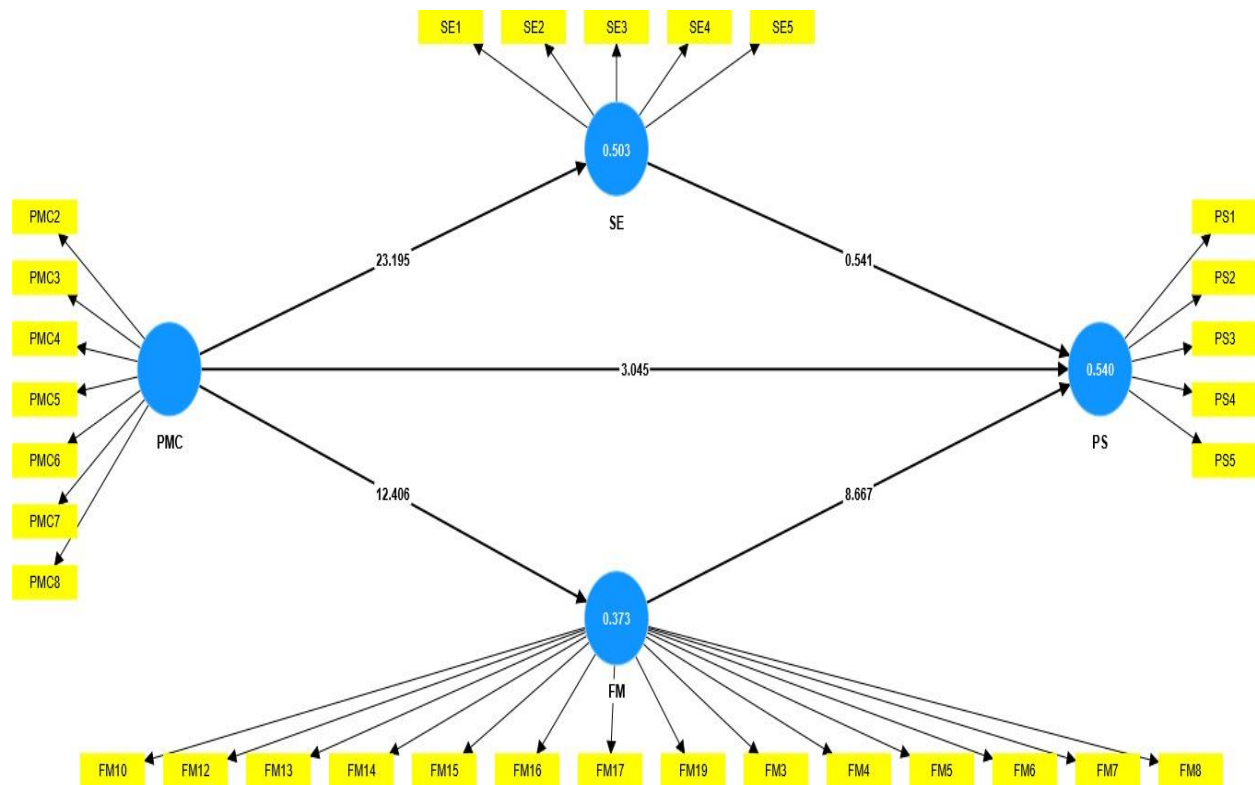 SE1 SE2 SE3 SE4 SE5
0.503
SE
PMC2
PMC3
PMC4
PMC5
PMC6
PMC7
PMC8
PMC
23.195
0.541
3.045
12.406
8.667
0.540
PS
PS1
PS2
PS3
PS4
PS5
0.373
FM
FM10 FM12 FM13 FM14 FM15 FM16 FM17 FM19 FM3 FM4 FM5 FM6 FM7 FM8